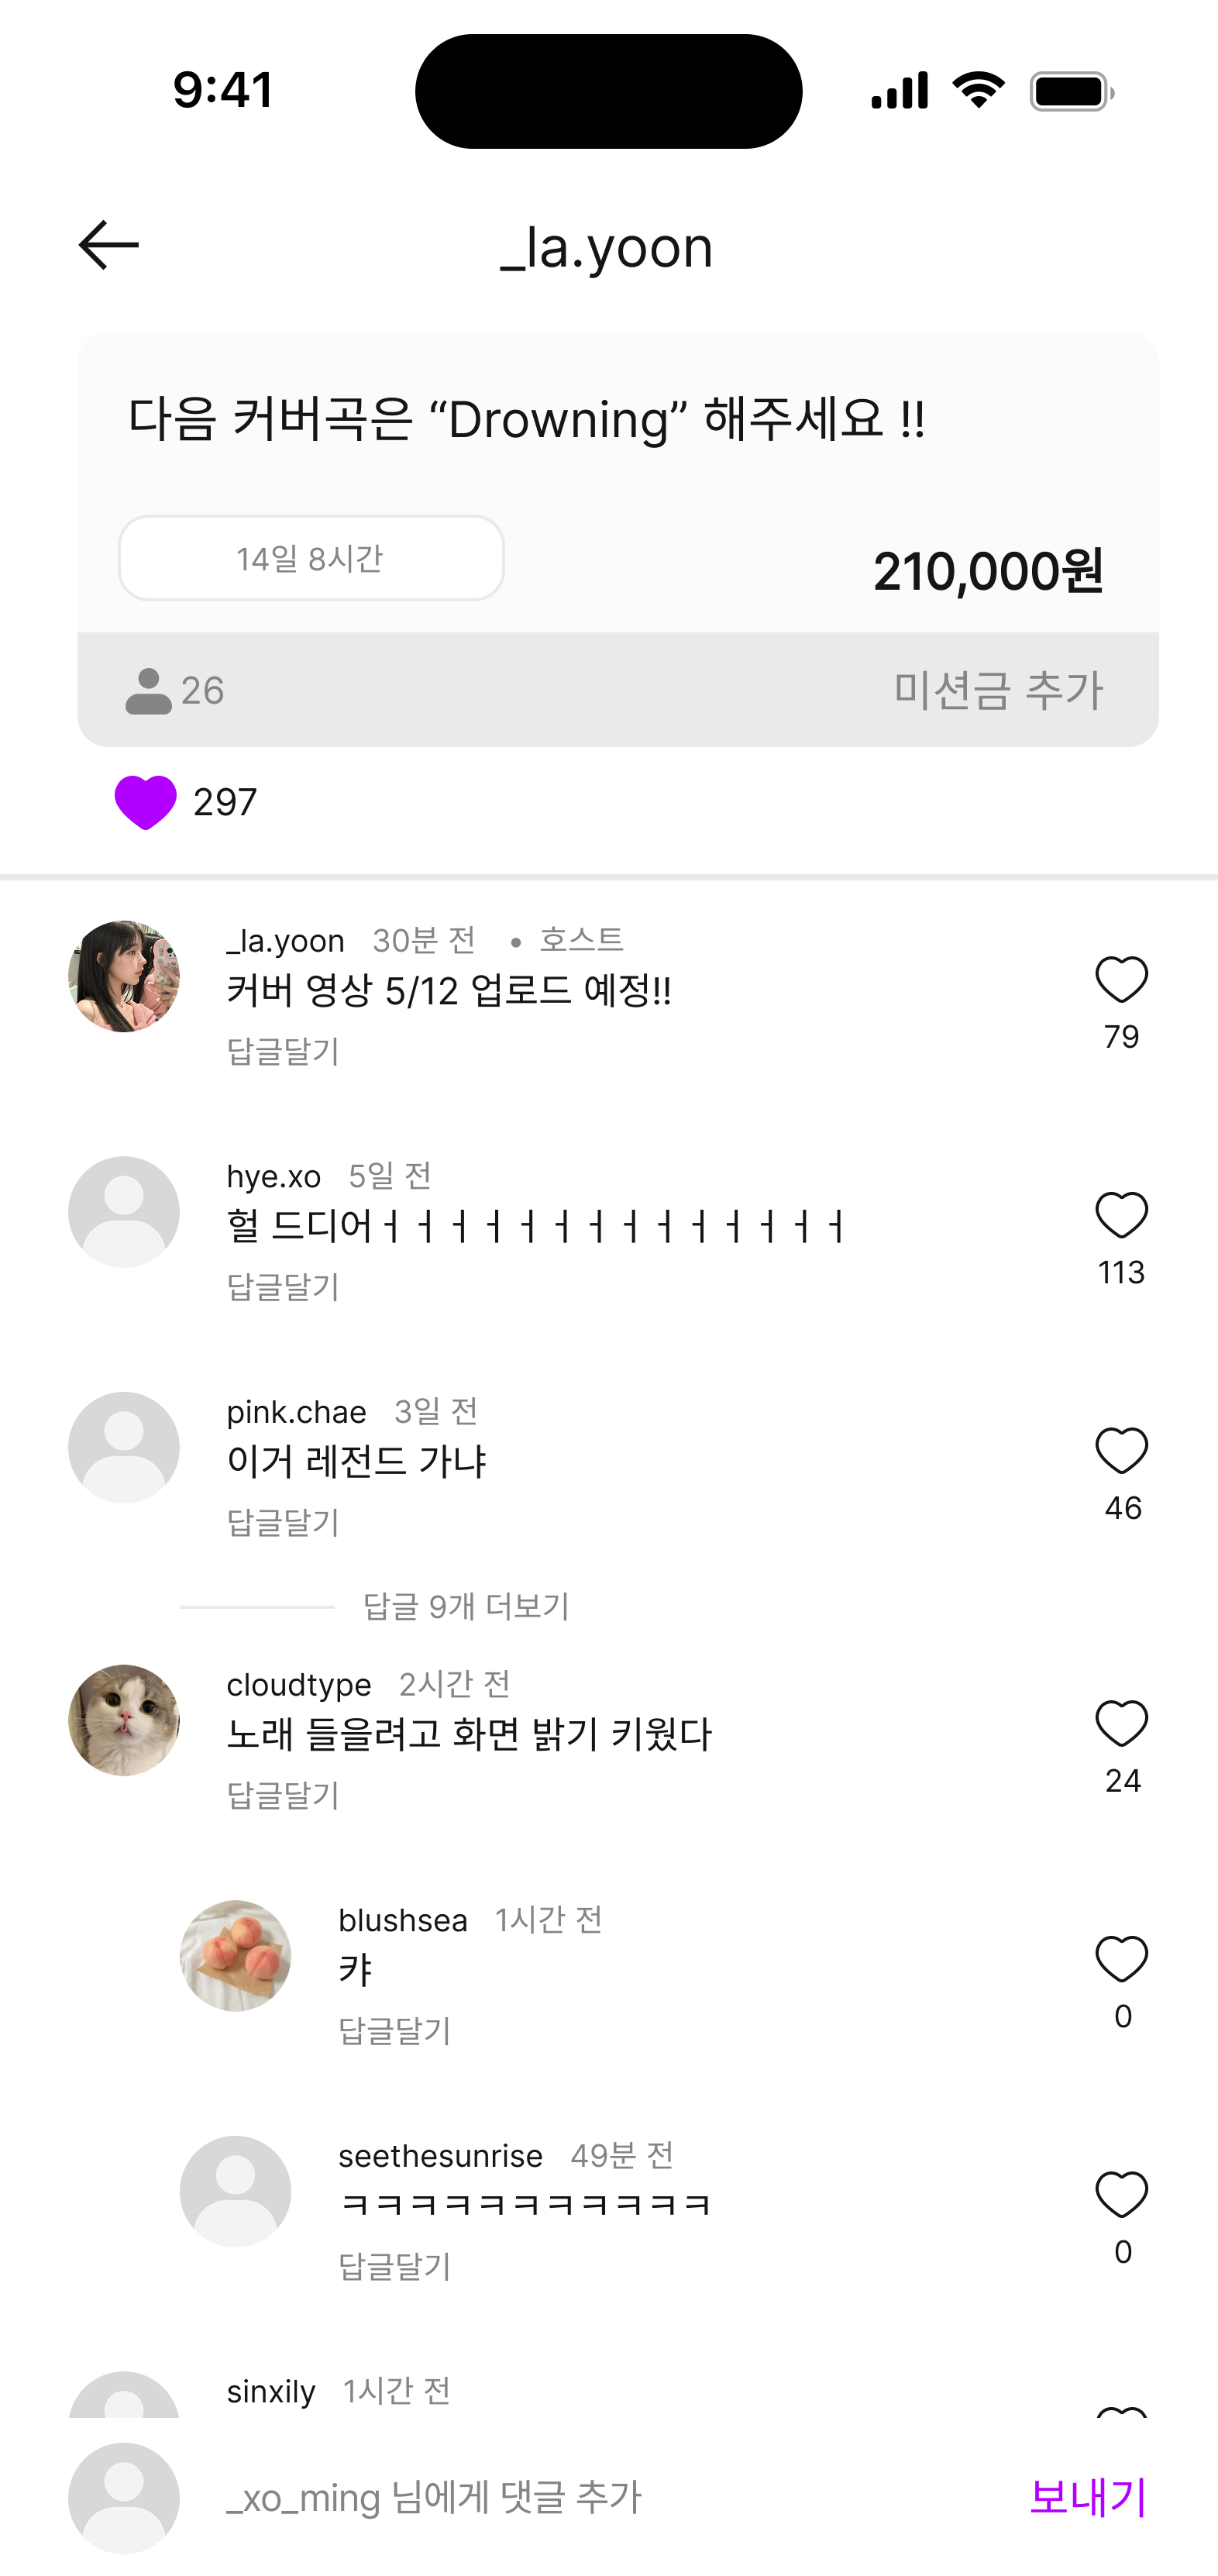 9:41
_la.yoon
다음 커버곡은 “Drowning” 해주세요 !!
14일 8시간
210,000원
26
미션금 추가
297
_la.yoon 30분 전 • 호스트
커버 영상 5/12 업로드 예정!!
답글달기
79
hye.xo 5일 전
헐 드디어ㅓㅓㅓㅓㅓㅓㅓㅓㅓㅓㅓㅓㅓㅓ
답글달기
113
pink.chae 3일 전
이거 레전드 가냐
답글달기
46
답글 9개 더보기
cloudtype 2시간 전
노래 들을려고 화면 밝기 키웠다
답글달기
24
blushsea 1시간 전
캬
답글달기
0
seethesunrise 49분 전
ㅋㅋㅋㅋㅋㅋㅋㅋㅋㅋㅋ
답글달기
0
sinxily 1시간 전
_xo_ming 님에게 댓글 추가
보내기